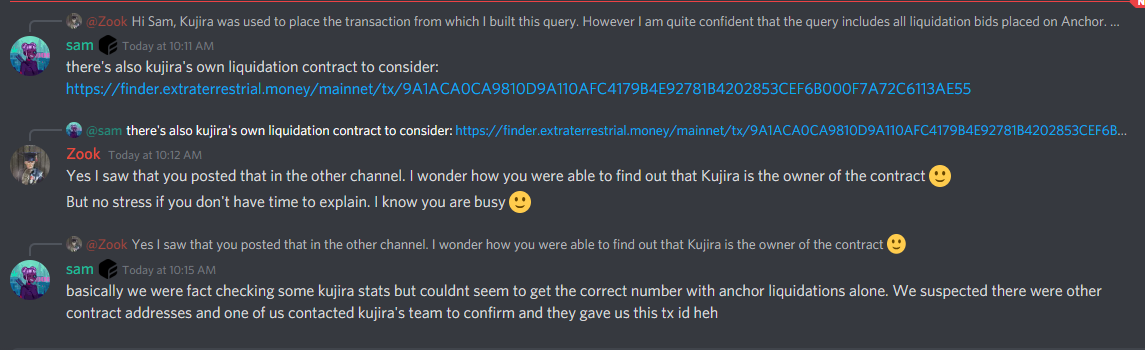 @Zook Hi Sam, Kujira was used to place the transaction from which I built this query. However I am quite confident that the query includes all liquidation bids placed on Anchor. ...
sam Today at 10:11 AM
there's also kujira's own liquidation contract to consider:
https://finder.extraterrestrial.money/mainnet/tx/9A1ACA0CA9810D9A110AFC4179B4E92781B4202853CEF6B000F7A72C6113AE55
@sam there's also kujira's own liquidation contract to consider: https://finder.extraterrestrial.money/mainnet/tx/9A1ACA0CA9810D9A110AFC4179B4E92781B4202853CEF6B...
Zook Today at 10:12 AM
Yes I saw that you posted that in the other channel. I wonder how you were able to find out that Kujira is the owner of the contract 🙂
But no stress if you don't have time to explain. I know you are busy 🙂
@Zook Yes I saw that you posted that in the other channel. I wonder how you were able to find out that Kujira is the owner of the contract 🙂
sam Today at 10:15 AM
basically we were fact checking some kujira stats but couldnt seem to get the correct number with anchor liquidations alone. We suspected there were other
contract addresses and one of us contacted kujira's team to confirm and they gave us this tx id heh